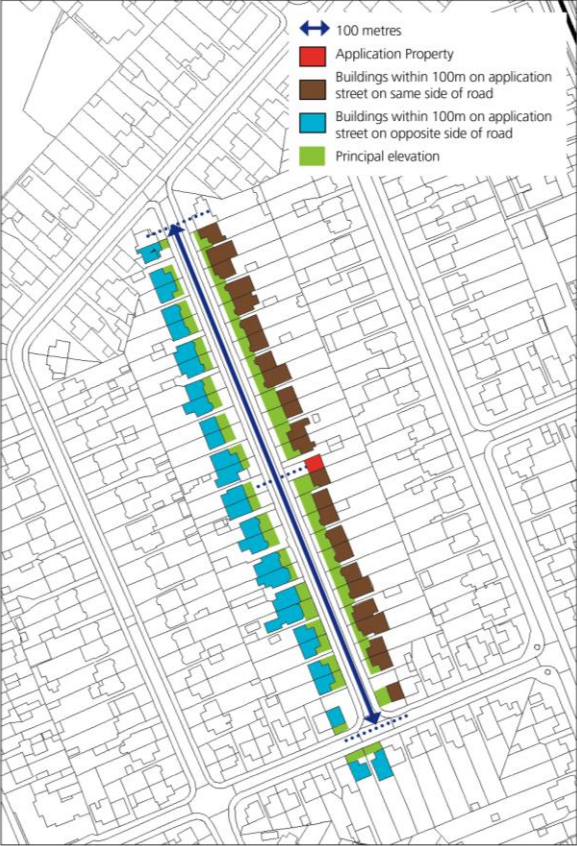 100 metres
Application Property
Buildings within 100m on application
street on same side of road
Buildings within 100m on application
street on opposite side of road
Principal elevation